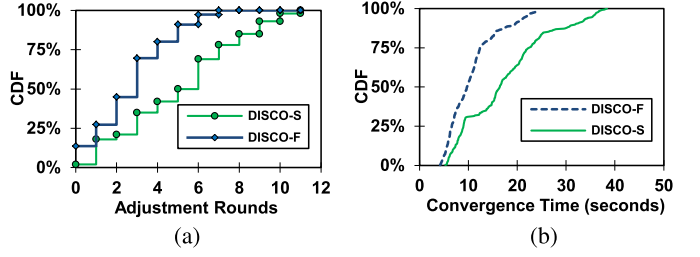 100%
75%
50%
25%
0%
CDF
DISCO-S
DISCO-F
0 2 4 6 8 10 12
Adjustment Rounds
(a)
100%
75%
50%
25%
0%
CDF
DISCO-F
DISCO-S
0 10 20 30 40 50
Convergence Time (seconds)
(b)